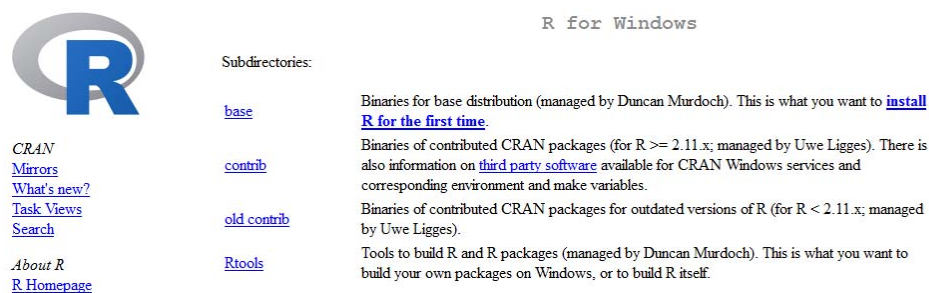 R
CRAN
Mirrors
What's new?
Task Views
Search
About R
R Homepage
R for Windows
Subdirectories:
base
Binaries for base distribution (managed by Duncan Murdoch). This is what you want to install
R for the first time.
contrib
Binaries of contributed CRAN packages (for R >= 2.11.x; managed by Uwe Ligges). There is
also information on third party software available for CRAN Windows services and
corresponding environment and make variables.
old contrib
Binaries of contributed CRAN packages for outdated versions of R (for R < 2.11.x; managed
by Uwe Ligges).
Rtools
Tools to build R and R packages (managed by Duncan Murdoch). This is what you want to
build your own packages on Windows, or to build R itself.